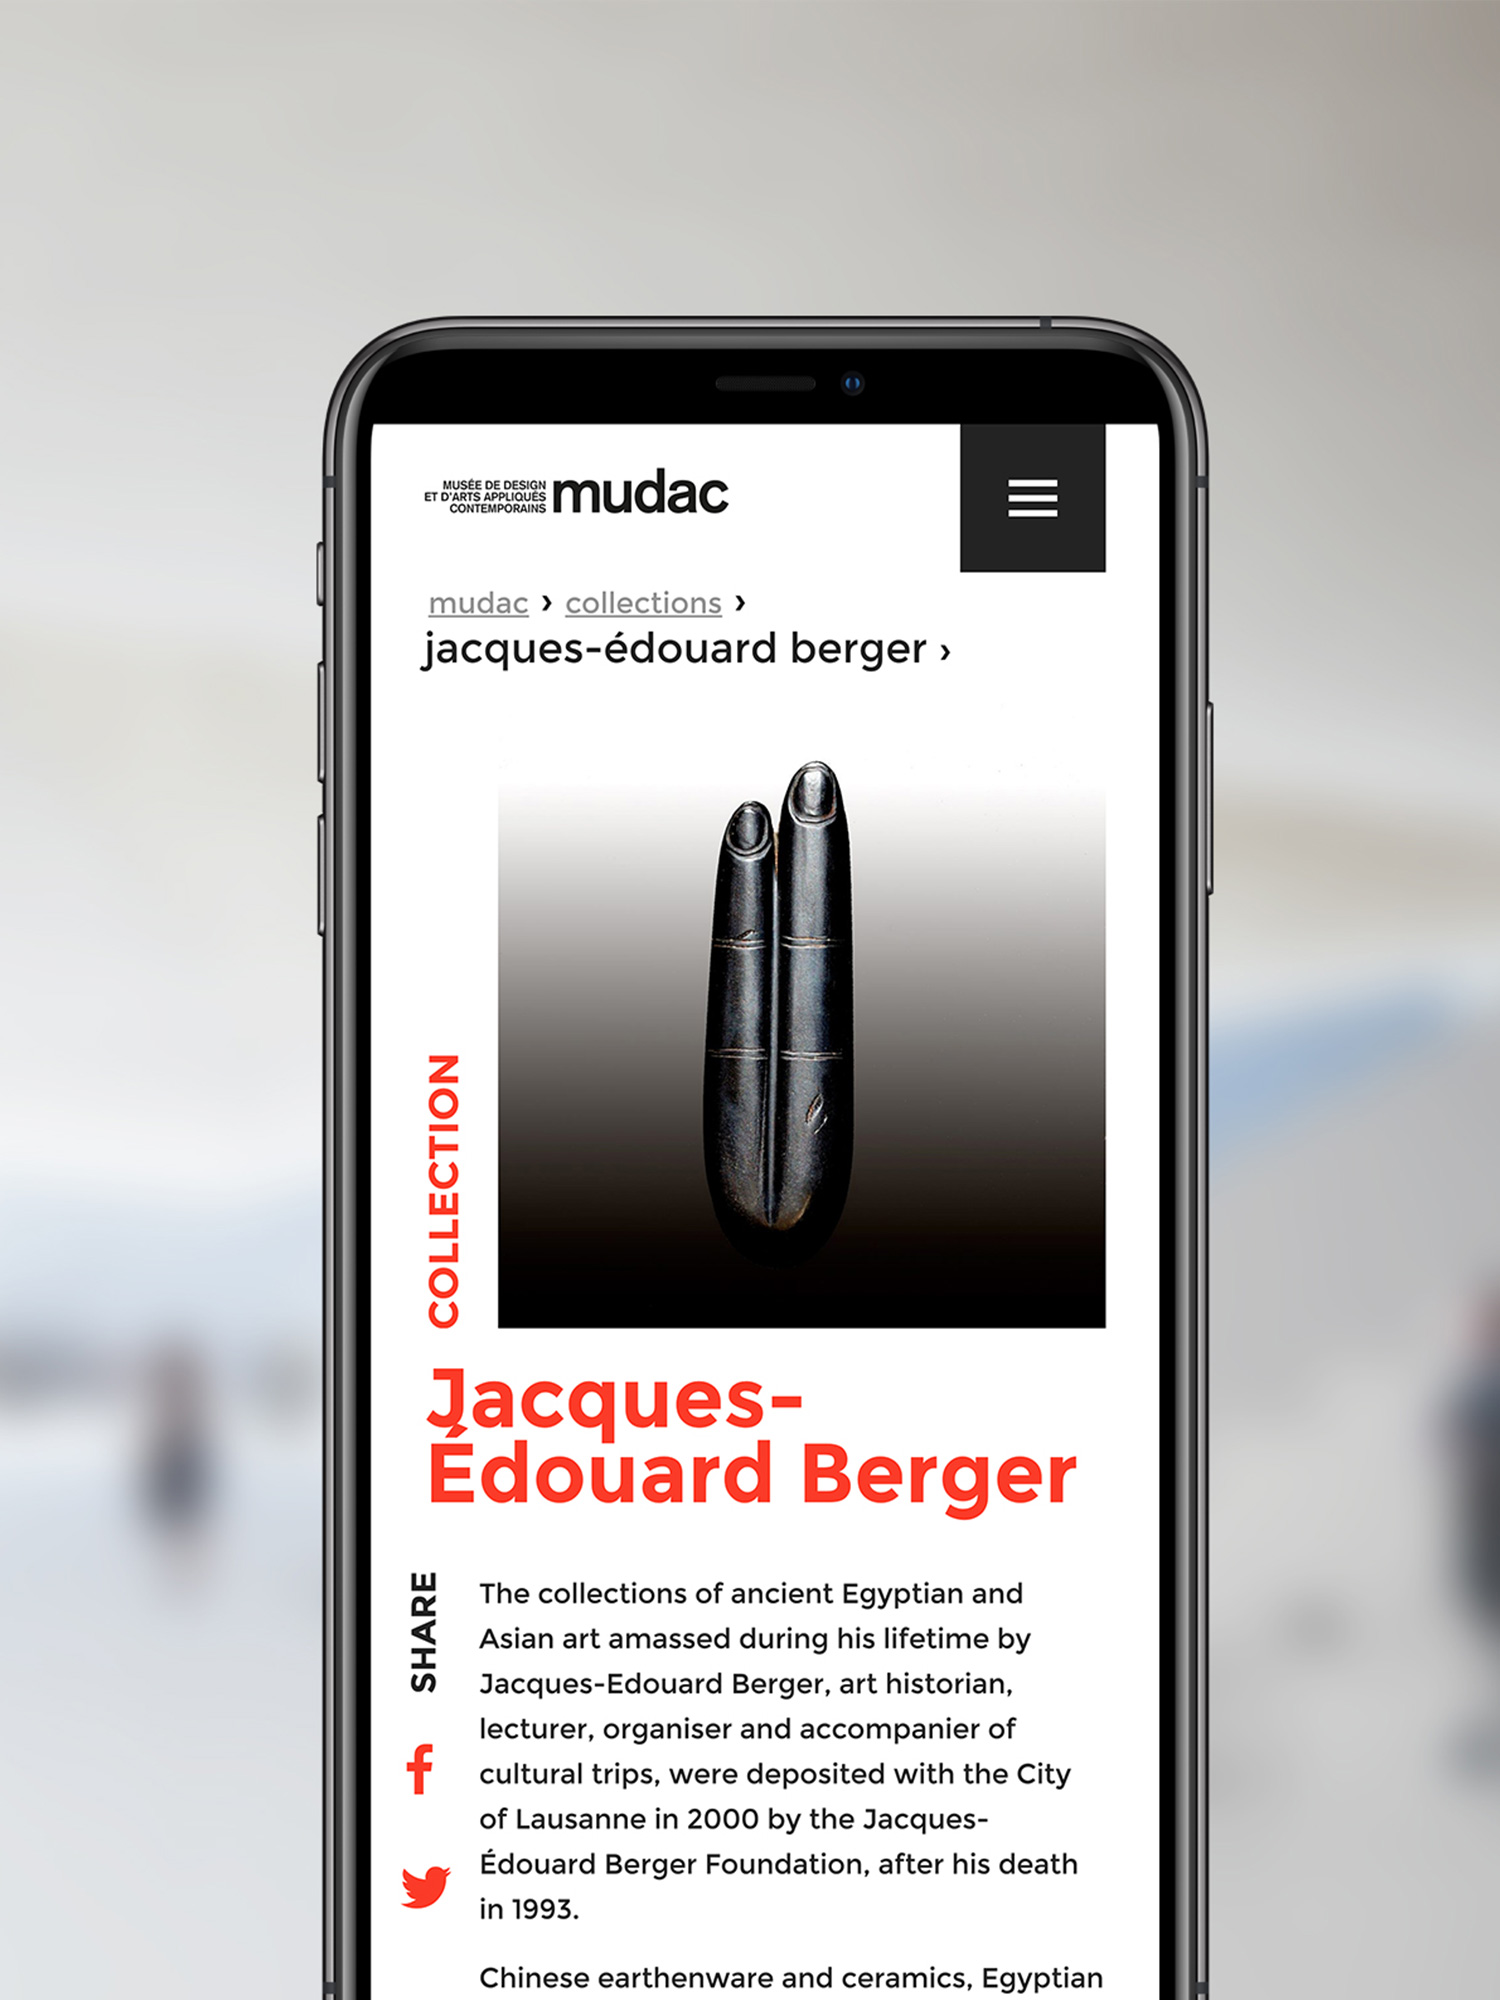 MUSÉE DE DESIGN
ET D'ARTS APPLIQUÉS
CONTEMPORAINS
mudac
mudac › collections ›
jacques-édouard berger ›
COLLECTION
Jacques-
Édouard Berger
SHARE
The collections of ancient Egyptian and
Asian art amassed during his lifetime by
Jacques-Edouard Berger, art historian,
lecturer, organiser and accompanier of
cultural trips, were deposited with the City
of Lausanne in 2000 by the Jacques-
Édouard Berger Foundation, after his death
in 1993.
Chinese earthenware and ceramics, Egyptian